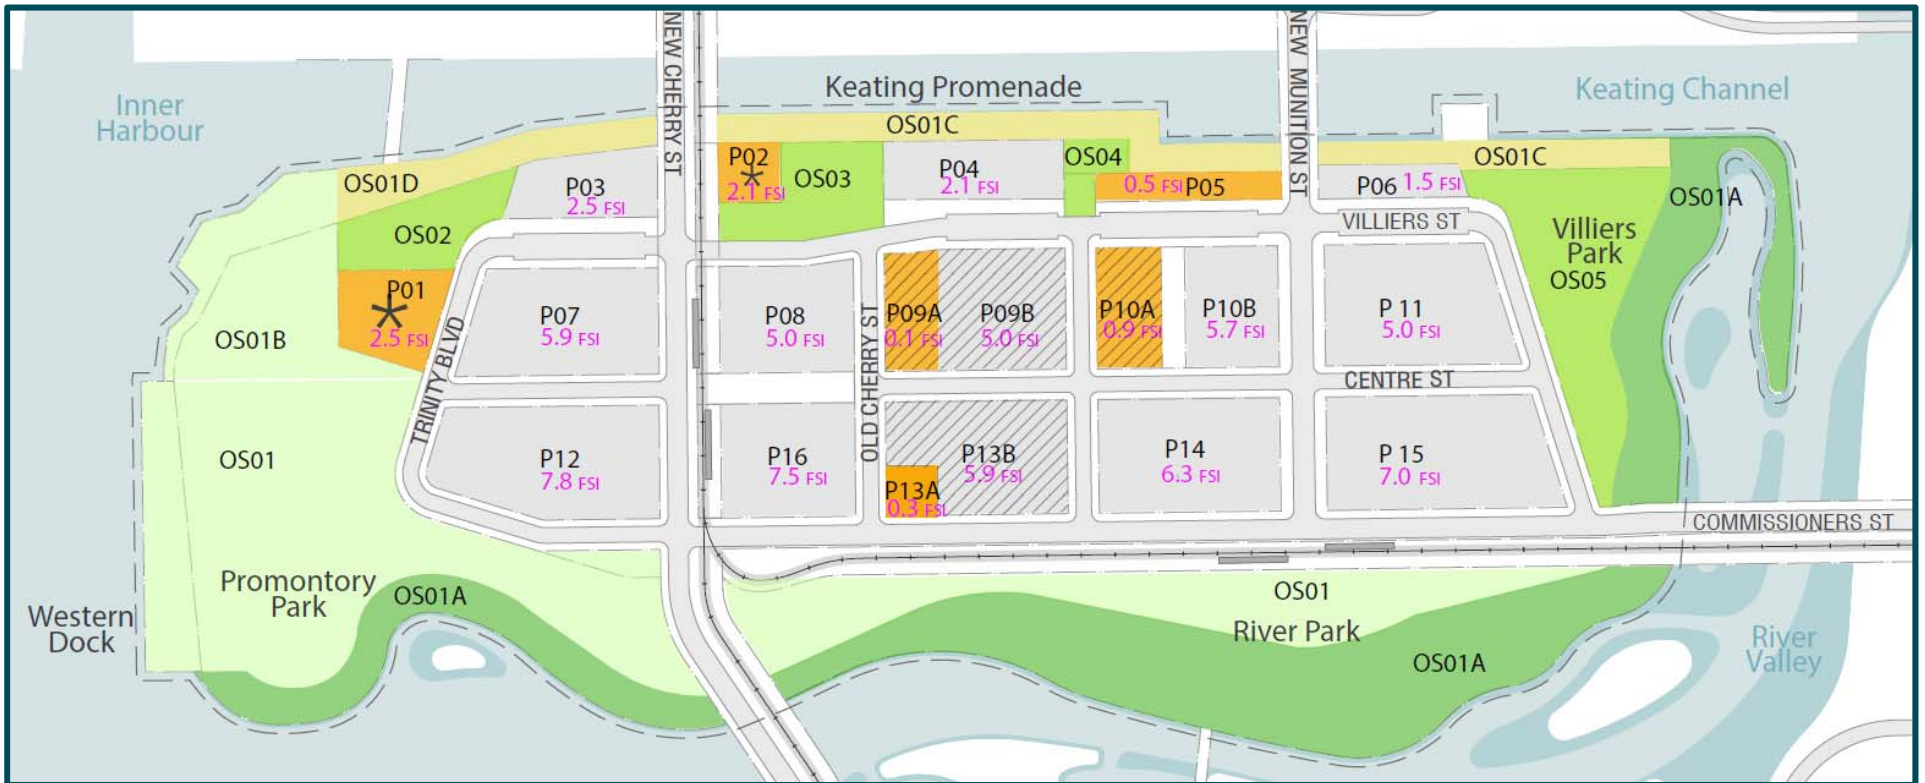 NEW CHERRY ST
NEW MUNITION ST
Keating Promenade
Keating Channel
Inner
Harbour
OS01C
OS01D
P03
2.5 FSI
P02
2.1 FSI
OS03
P04
2.1 FSI
OS04
0.5 FSI P05
OS01C
P06 1.5 FSI
OS01A
OS02
VILLIERS ST
Villiers
Park
OS05
P01
2.5 FSI
OS01B
TRINITY BLVD
P07
5.9 FSI
P08
5.0 FSI
OLD CHERRY ST
P09A
0.1 FSI
P09B
5.0 FSI
P10A
0.9 FSI
P10B
5.7 FSI
P 11
5.0 FSI
CENTRE ST
OS01
P12
7.8 FSI
P16
7.5 FSI
P13B
5.9 FSI
P13A
0.3 FSI
P14
6.3 FSI
P 15
7.0 FSI
COMMISSIONERS ST
Promontory
Park
OS01A
Western
Dock
OS01
River Park
OS01A
River
Valley